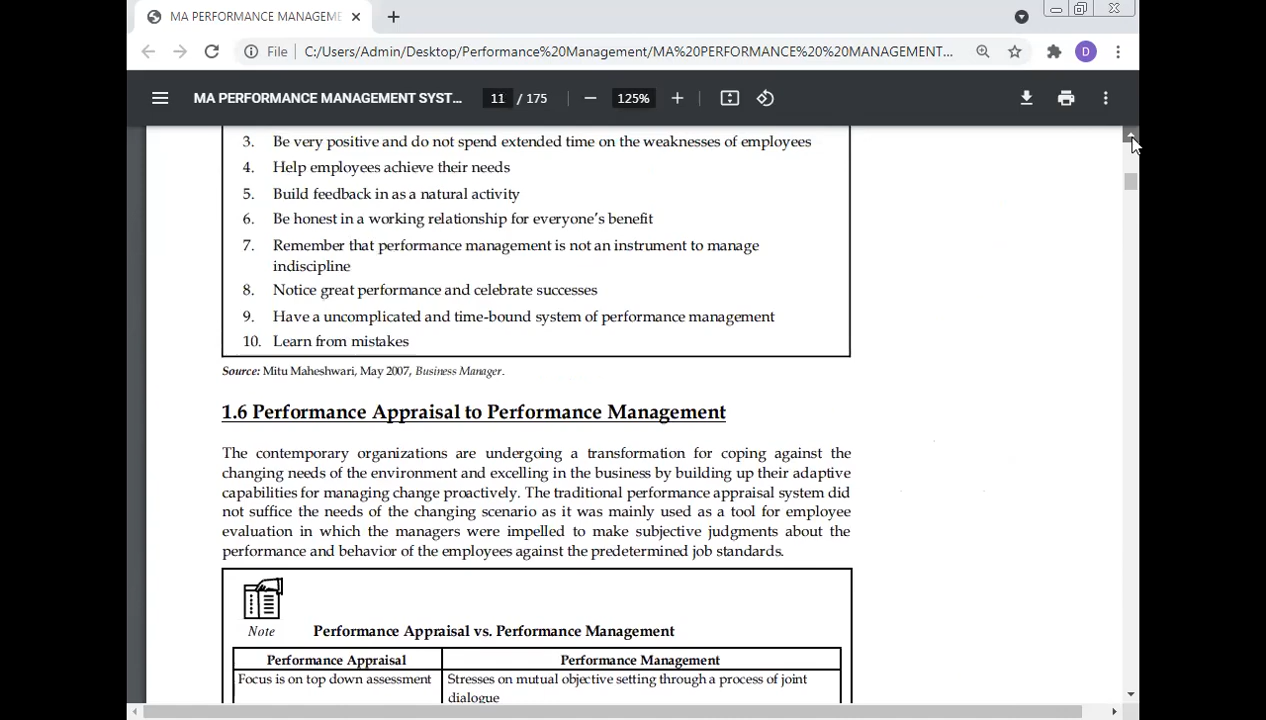 MA PERFORMANCE MANAGEME
File
C:/Users/Admin/Desktop/Performance%20Management/MA%20PERFORMANCE%20%20MANAGEMENT...
D
MA PERFORMANCE MANAGEMENT SYST...
11 / 175
125%
3. Be very positive and do not spend extended time on the weaknesses of employees
4. Help employees achieve their needs
5. Build feedback in as a natural activity
6. Be honest in a working relationship for everyone's benefit
7. Remember that performance management is not an instrument to manage
indiscipline
8. Notice great performance and celebrate successes
9. Have a uncomplicated and time-bound system of performance management
10. Learn from mistakes
Source: Mitu Maheshwari, May 2007, Business Manager.
1.6 Performance Appraisal to Performance Management
The contemporary organizations are undergoing a transformation for coping against the
changing needs of the environment and excelling in the business by building up their adaptive
capabilities for managing change proactively. The traditional performance appraisal system did
not suffice the needs of the changing scenario as it was mainly used as a tool for employee
evaluation in which the managers were impelled to make subjective judgments about the
performance and behavior of the employees against the predetermined job standards.
Note
Performance Appraisal vs. Performance Management
Performance Appraisal
Performance Management
Focus is on top down assessment
Stresses on mutual objective setting through a process of joint
dialogue